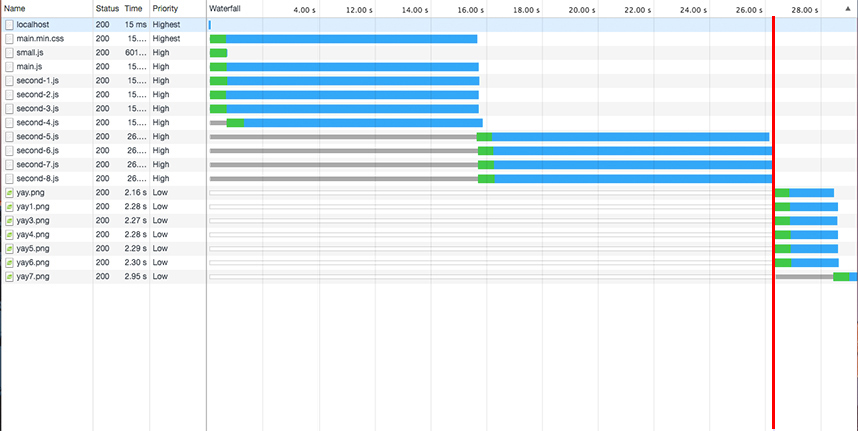 Name Status Time Priority Waterfall 4.00 s 8.00 s 10.00 s 12.00 s 14.00 s 16.00 s 18.00 s 20.00 s 22.00 s 24.00 s 26.00 s 28.00 s
localhost 200 15 ms Highest
main.min.css 200 15.… Highest
small.js 200 601… High
main.js 200 15.… High
second-1.js 200 15.… High
second-2.js 200 15.… High
second-3.js 200 15.… High
second-4.js 200 15.… High
second-5.js 200 26.… High
second-6.js 200 26.… High
second-7.js 200 26.… High
second-8.js 200 26.… High
yay.png 200 2.16 s Low
yay1.png 200 2.28 s Low
yay3.png 200 2.27 s Low
yay4.png 200 2.28 s Low
yay5.png 200 2.29 s Low
yay6.png 200 2.30 s Low
yay7.png 200 2.95 s Low